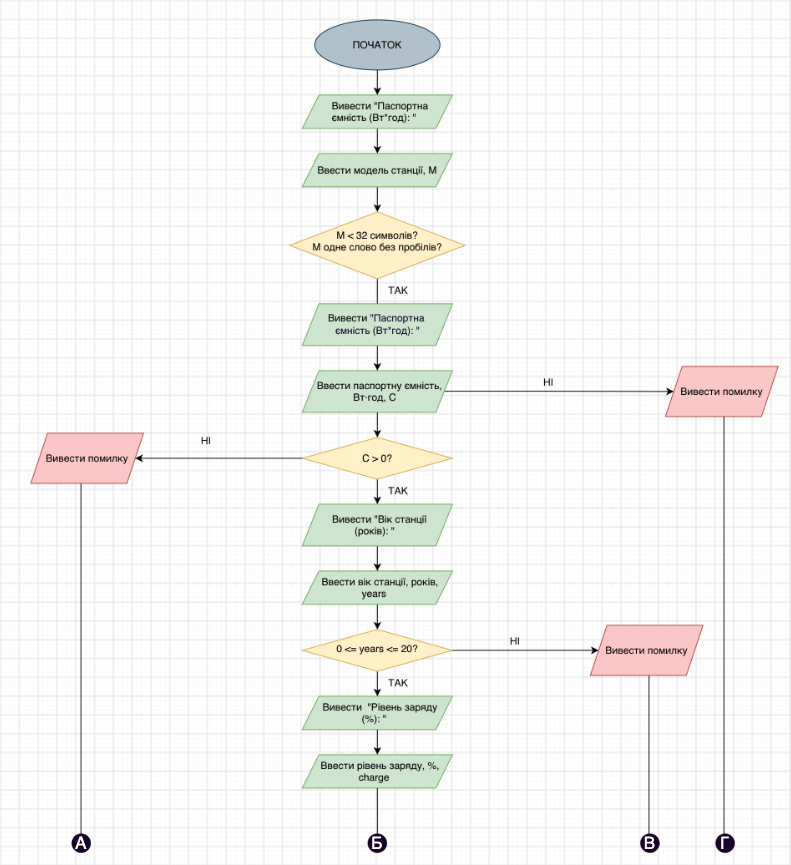 ПОЧАТОК
Вивести "Паспортна
ємність (Вт*год): "
Ввести модель станції, M
M < 32 символів?
M одне слово без пробілів?
ТАК
Вивести "Паспортна
ємність (Вт*год): "
Ввести паспортну ємність,
Вт·год, C
НІ
Вивести помилку
C > 0?
НІ
Вивести помилку
ТАК
Вивести "Вік станції
(років): "
Ввести вік станції, років,
years
0 <= years <= 20?
НІ
Вивести помилку
ТАК
Вивести "Рівень заряду
(%): "
Ввести рівень заряду, %,
charge
А
Б
В
Г